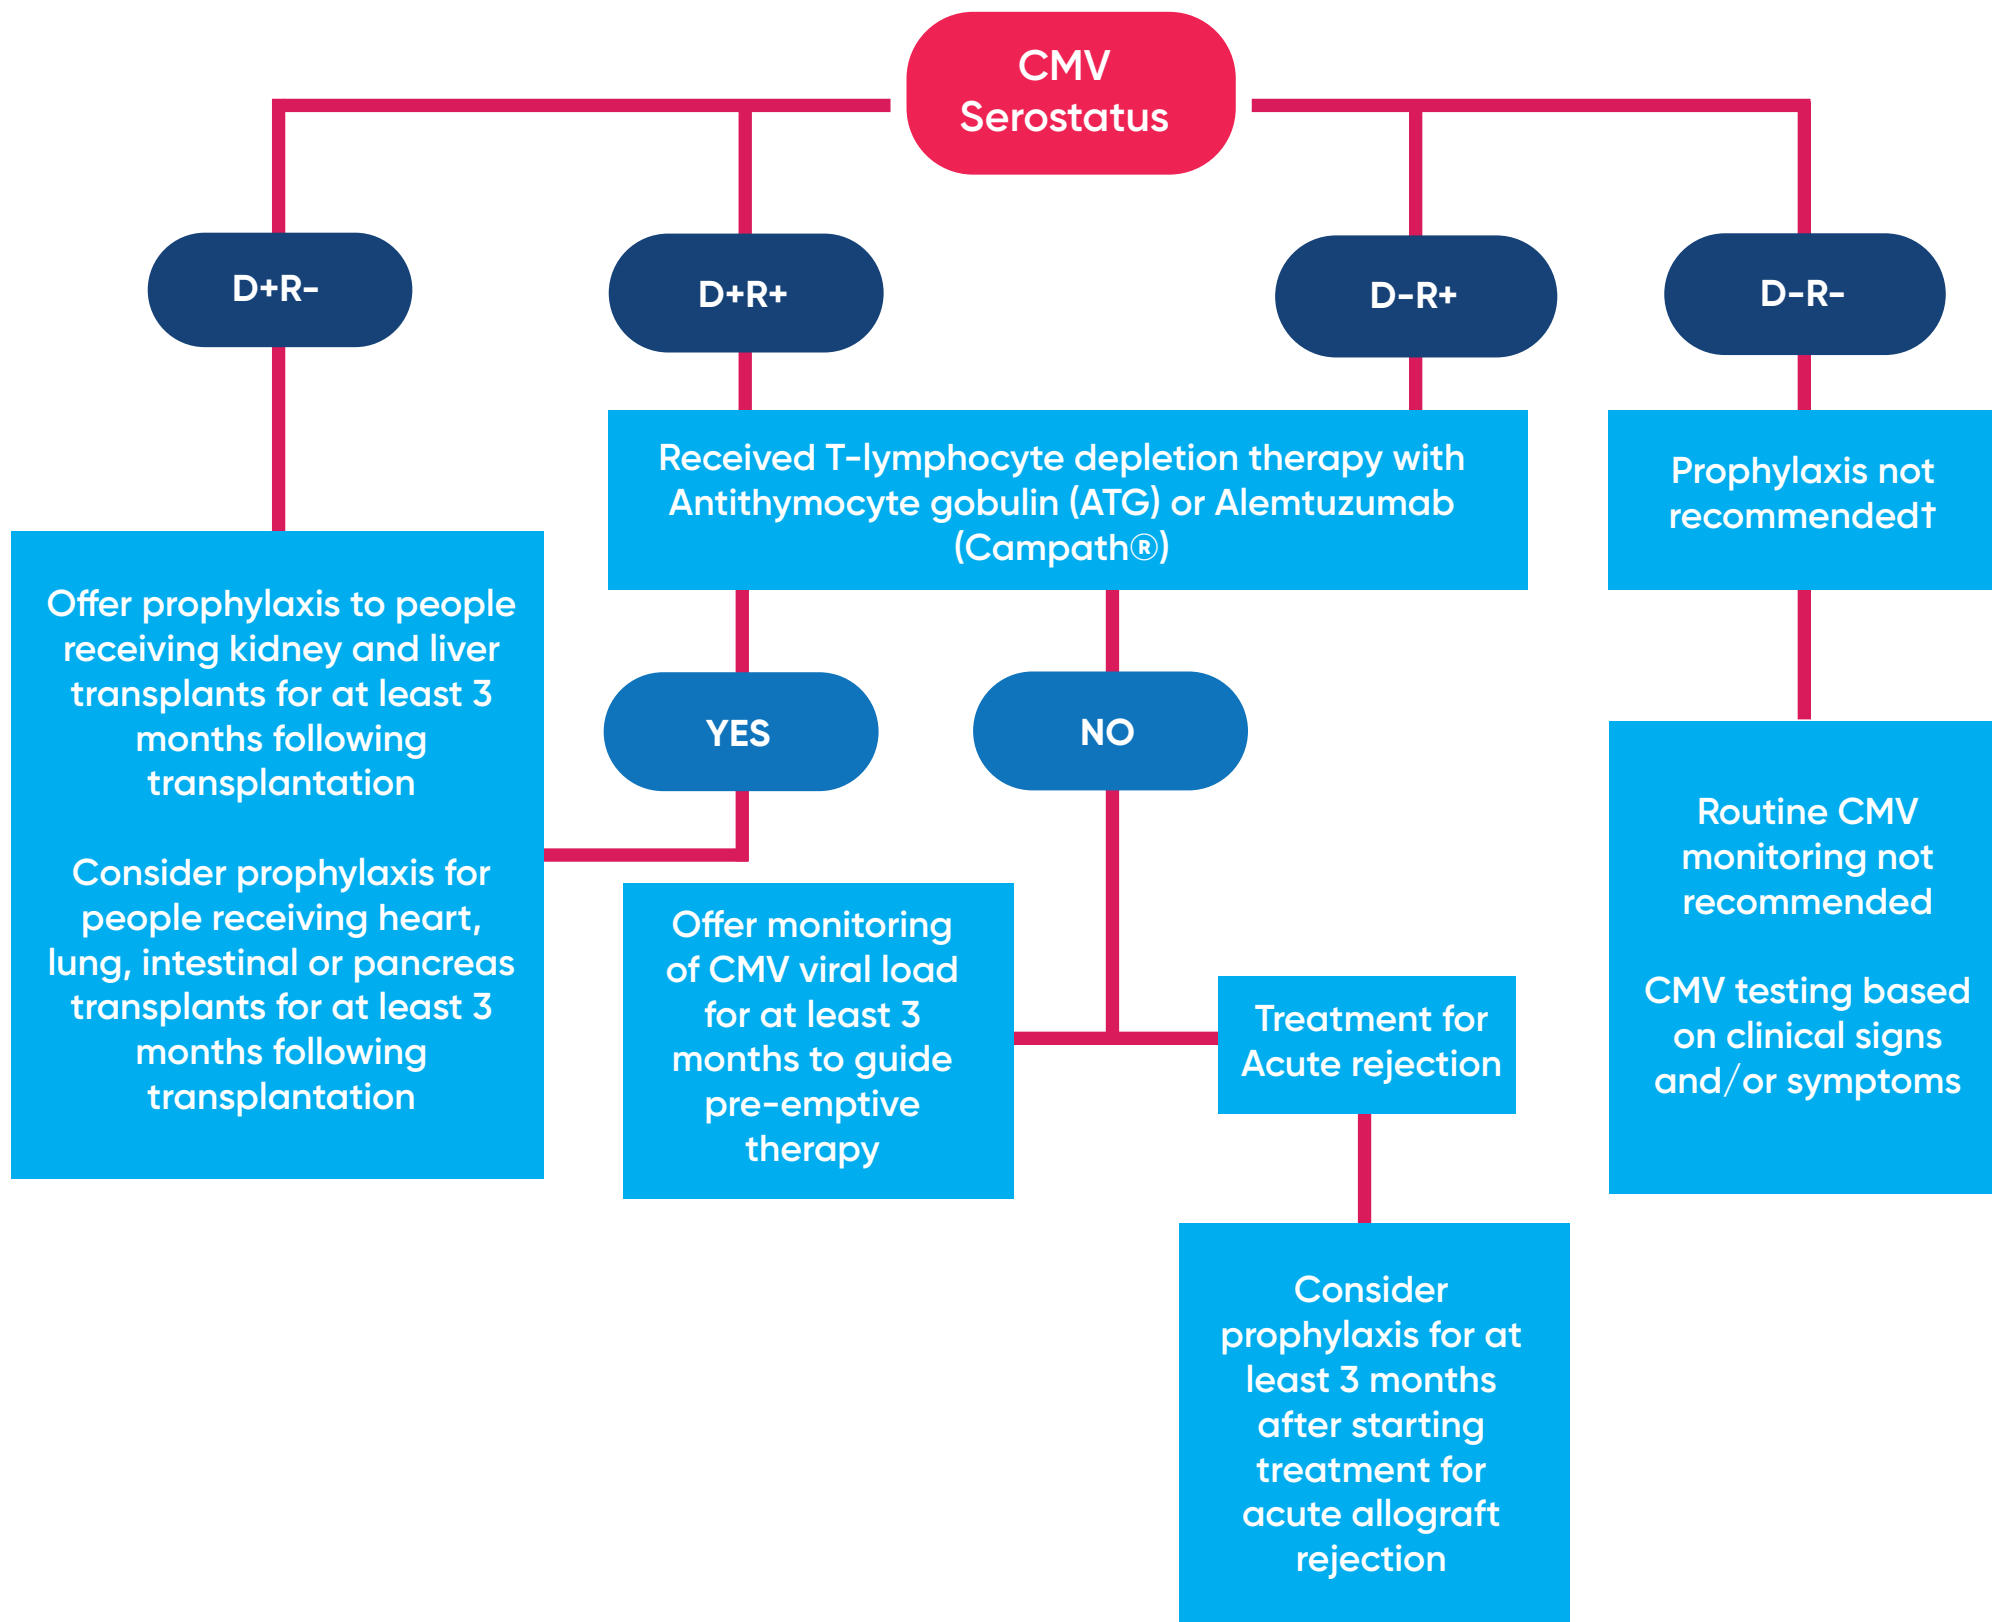 CMV
Serostatus
D+R-
D+R+
D-R+
D-R-
Received T-lymphocyte depletion therapy with
Antithymocyte gobulin (ATG) or Alemtuzumab
(Campath®)
Prophylaxis not
recommended†
Offer prophylaxis to people
receiving kidney and liver
transplants for at least 3
months following
transplantation
Consider prophylaxis for
people receiving heart,
lung, intestinal or pancreas
transplants for at least 3
months following
transplantation
YES
NO
Offer monitoring
of CMV viral load
for at least 3
months to guide
pre-emptive
therapy
Treatment for
Acute rejection
Routine CMV
monitoring not
recommended
CMV testing based
on clinical signs
and/or symptoms
Consider
prophylaxis for at
least 3 months
after starting
treatment for
acute allograft
rejection